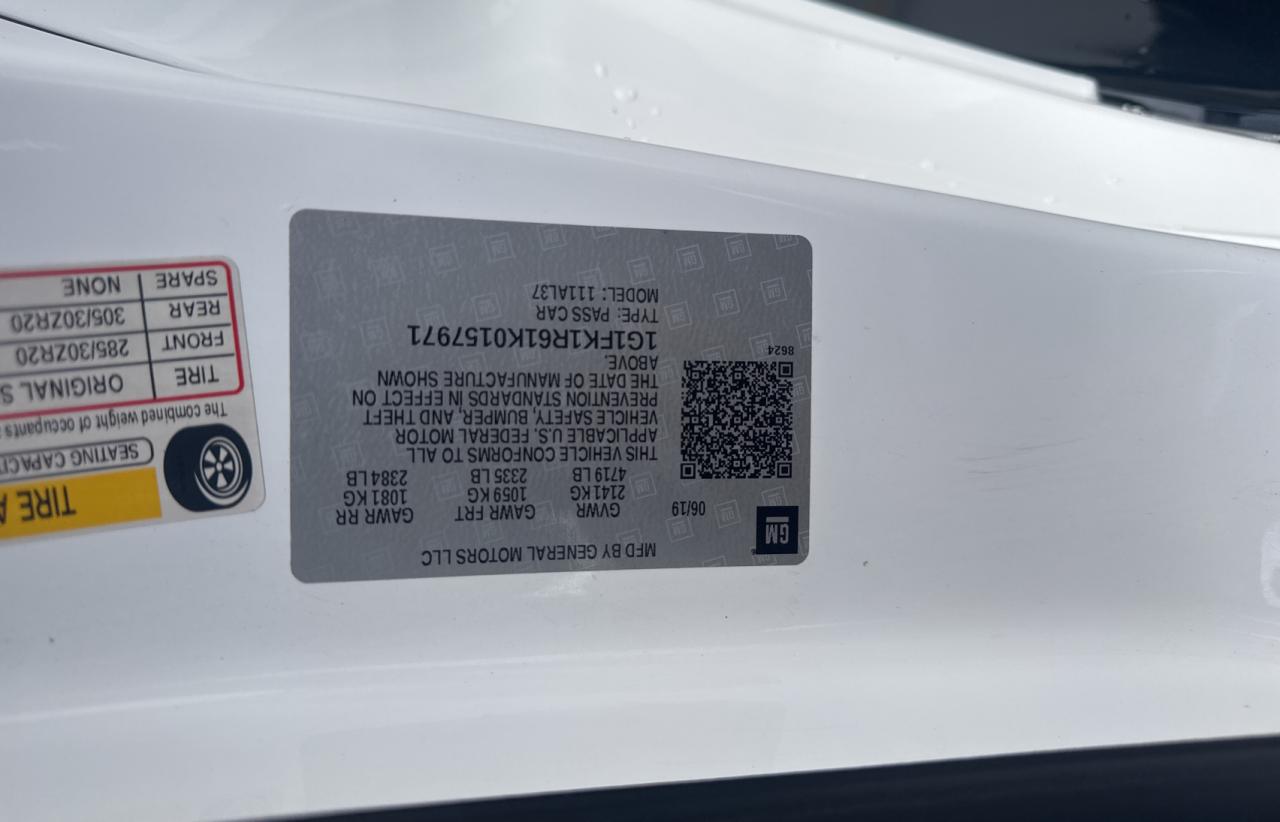 MFD BY GENERAL MOTORS LLC
GM
06/19
GVWR GAWR FRT GAWR RR
2141 KG 1059 KG 1081 KG
4719 LB 2335 LB 2384 LB
THIS VEHICLE CONFORMS TO ALL
APPLICABLE U.S. FEDERAL MOTOR
VEHICLE SAFETY, BUMPER, AND THEFT
PREVENTION STANDARDS IN EFFECT ON
THE DATE OF MANUFACTURE SHOWN
ABOVE.
8624
1G1FK1R61K0157971
TYPE: PASS CAR
MODEL: 111AL37
TIRE
SEATING
The combined weight of occupants
TIRE ORIGINAL
FRONT 285/30ZR20
REAR 305/30ZR20
SPARE NONE